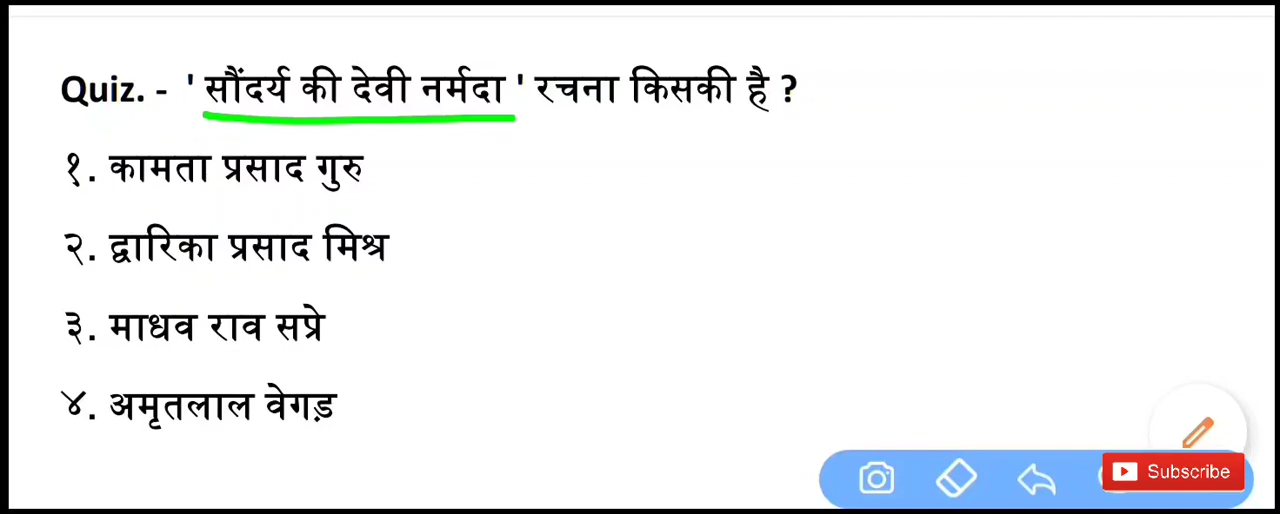 Quiz. - ' सौंदर्य की देवी नर्मदा ' रचना किसकी है ?
१. कामता प्रसाद गुरु
२. द्वारिका प्रसाद मिश्र
३. माधव राव सप्रे
४. अमृतलाल वेगड़
Subscribe